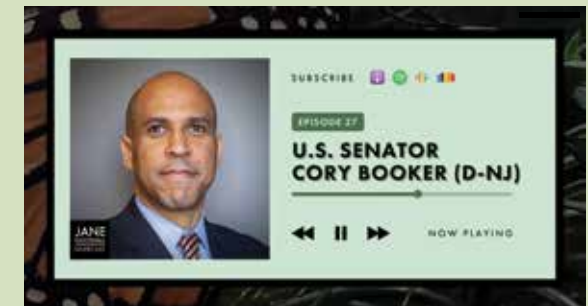 SUBSCRIBE
EPISODE 27
U.S. SENATOR
CORY BOOKER (D-NJ)
NOW PLAYING
JANE